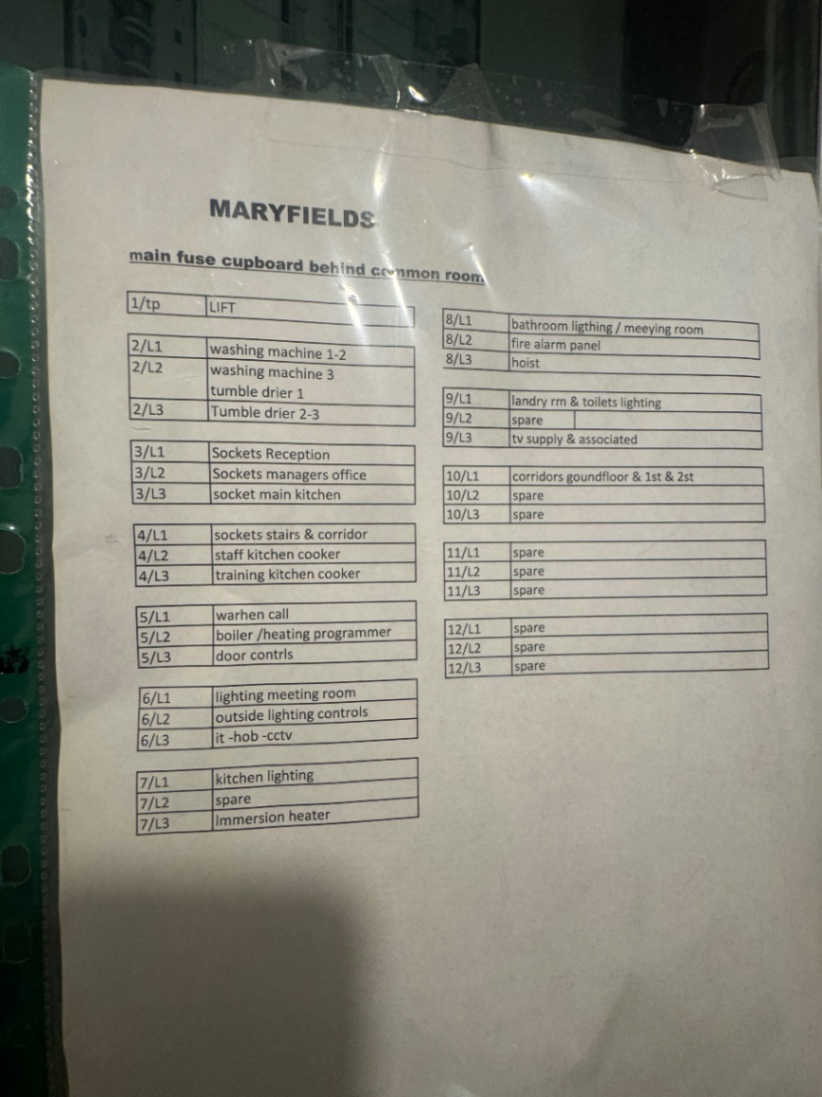 MARYFIELDS
main fuse cupboard behind common room
1/tp LIFT
2/L1 washing machine 1-2
2/L2 washing machine 3
tumble drier 1
2/L3 Tumble drier 2-3
3/L1 Sockets Reception
3/L2 Sockets managers office
3/L3 socket main kitchen
4/L1 sockets stairs & corridor
4/L2 staff kitchen cooker
4/L3 training kitchen cooker
5/L1 warhen call
5/L2 boiler /heating programmer
5/L3 door contrls
6/L1 lighting meeting room
6/L2 outside lighting controls
6/L3 it -hob -cctv
7/L1 kitchen lighting
7/L2 spare
7/L3 Immersion heater
8/L1 bathroom ligthing / meeying room
8/L2 fire alarm panel
8/L3 hoist
9/L1 landry rm & toilets lighting
9/L2 spare
9/L3 tv supply & associated
10/L1 corridors goundfloor & 1st & 2st
10/L2 spare
10/L3 spare
11/L1 spare
11/L2 spare
11/L3 spare
12/L1 spare
12/L2 spare
12/L3 spare